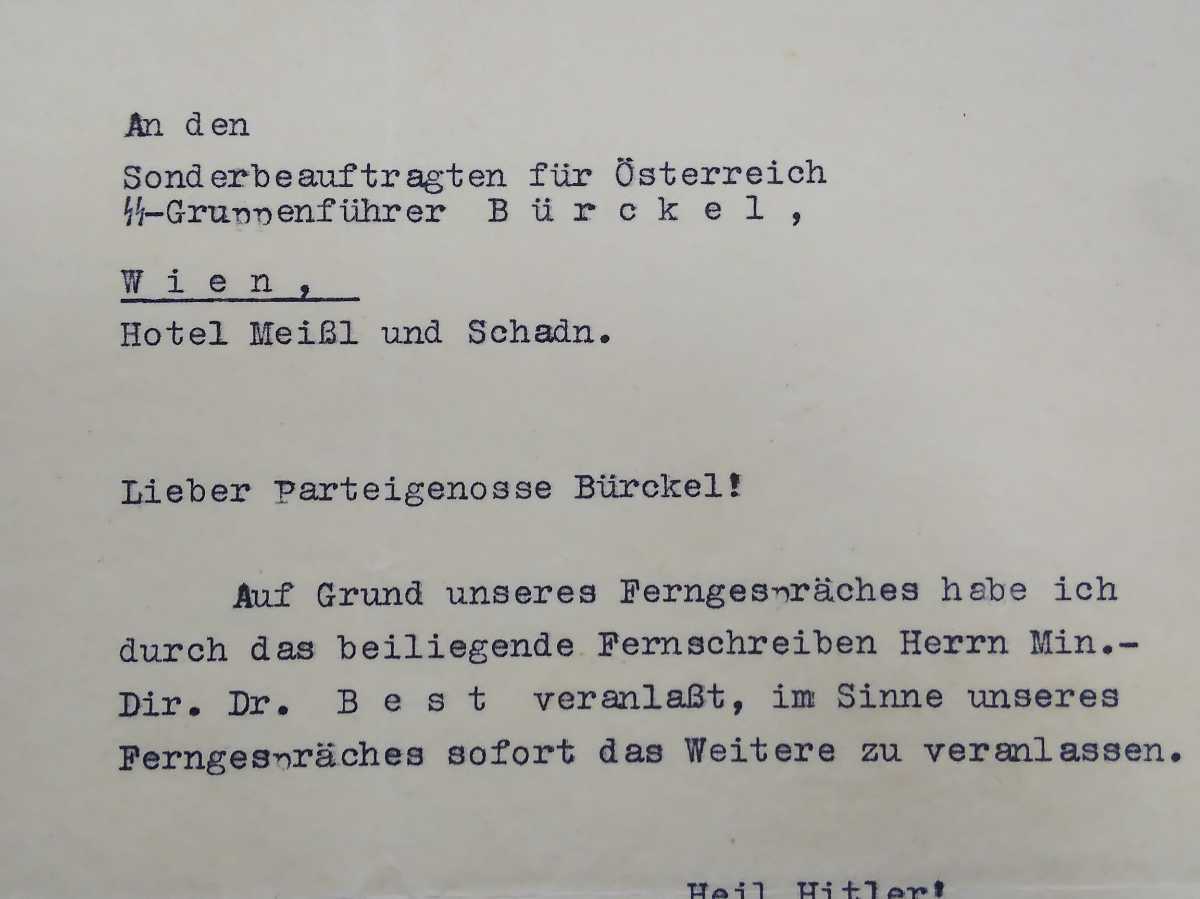 An den
Sonderbeauftragten für Österreich
ᛋᛋ-Gruppenführer B ü r c k e l ,
W i e n ,
Hotel Meißl und Schadn.
Lieber Parteigenosse Bürckel!
Auf Grund unseres Ferngespräches habe ich
durch das beiliegende Fernschreiben Herrn Min.-
Dir. Dr. B e s t veranlaßt, im Sinne unseres
Ferngespräches sofort das Weitere zu veranlassen.
Heil Hitler!